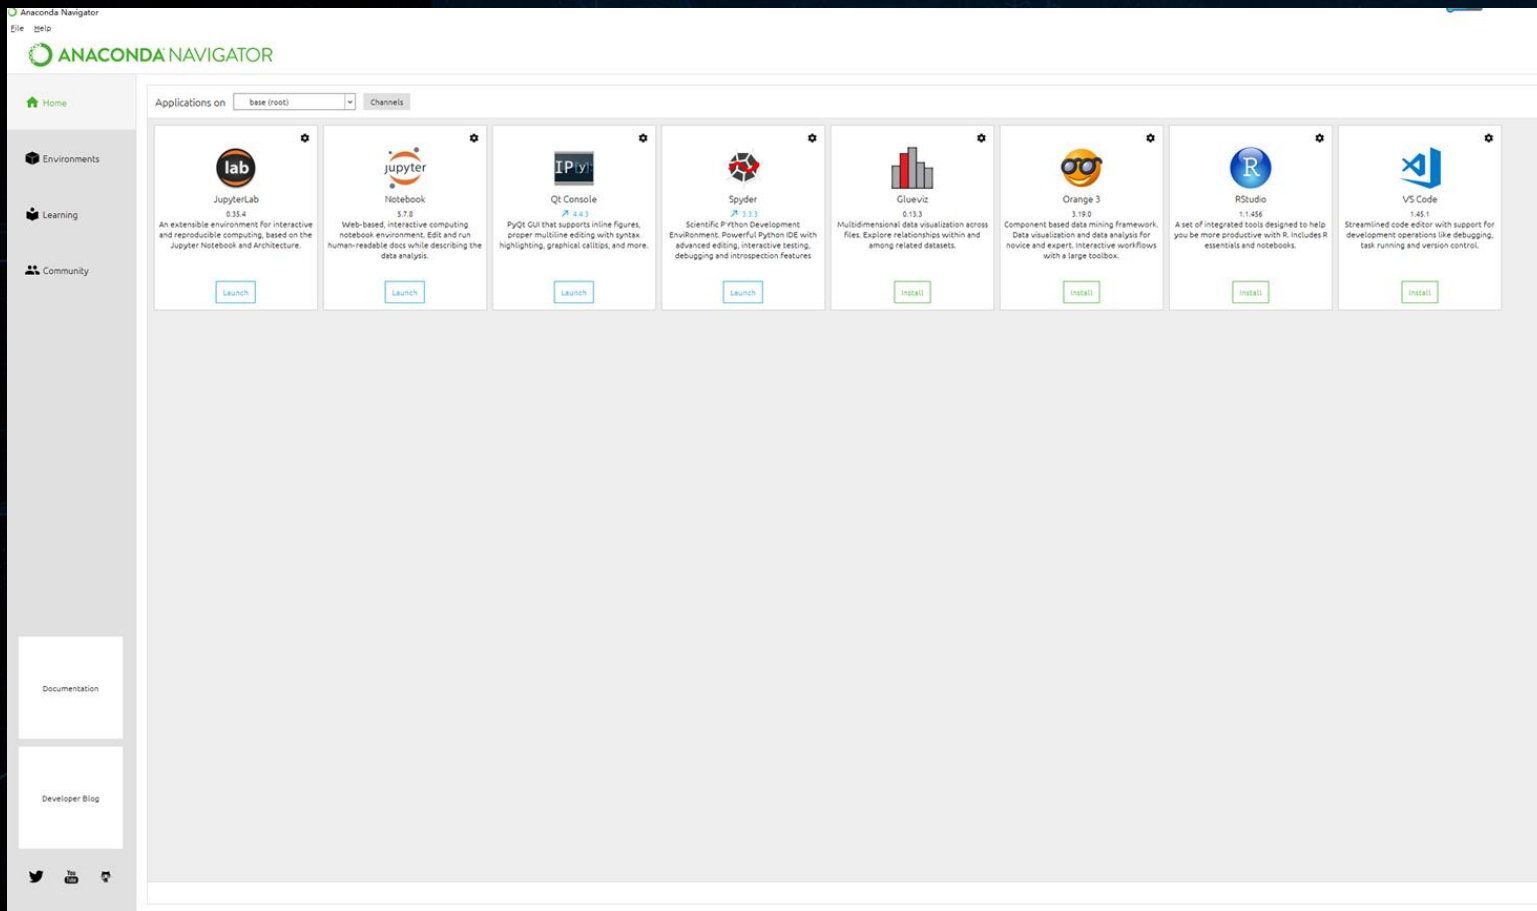 Anaconda Navigator
File Help
ANACONDA NAVIGATOR
Home
Environments
Learning
Community
Documentation
Developer Blog
You
Tube
Applications on base (root) Channels
lab
JupyterLab
0.35.4
An extensible environment for interactive
and reproducible computing, based on the
Jupyter Notebook and Architecture.
Launch
jupyter
Notebook
5.7.8
Web-based, interactive computing
notebook environment. Edit and run
human-readable docs while describing the
data analysis.
Launch
IP[y]:
Qt Console
4.4.3
PyQt GUI that supports inline figures,
proper multiline editing with syntax
highlighting, graphical calltips, and more.
Launch
Spyder
3.3.3
Scientific PYthon Development
EnviRonment. Powerful Python IDE with
advanced editing, interactive testing,
debugging and introspection features
Launch
Glueviz
0.13.3
Multidimensional data visualization across
files. Explore relationships within and
among related datasets.
Install
Orange 3
3.19.0
Component based data mining framework.
Data visualization and data analysis for
novice and expert. Interactive workflows
with a large toolbox.
Install
R
RStudio
1.1.456
A set of integrated tools designed to help
you be more productive with R. Includes R
essentials and notebooks.
Install
VS Code
1.45.1
Streamlined code editor with support for
development operations like debugging,
task running and version control.
Install